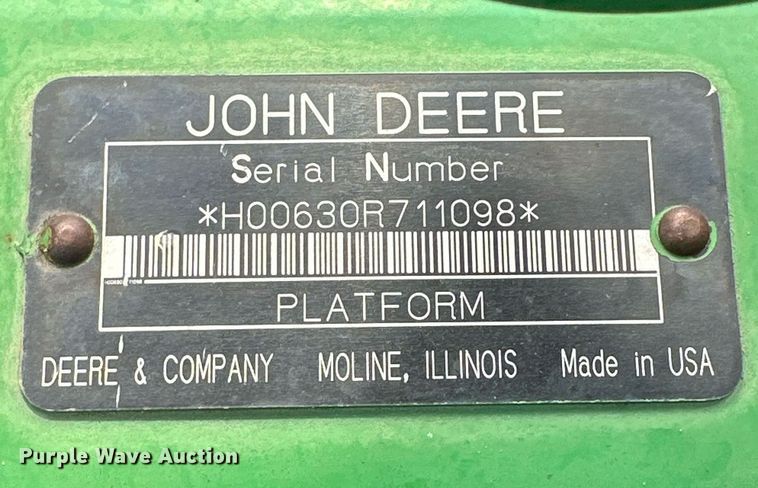 JOHN DEERE
Serial Number
*H00630R711098*
PLATFORM
DEERE & COMPANY MOLINE, ILLINOIS Made in USA
Purple Wave Auction